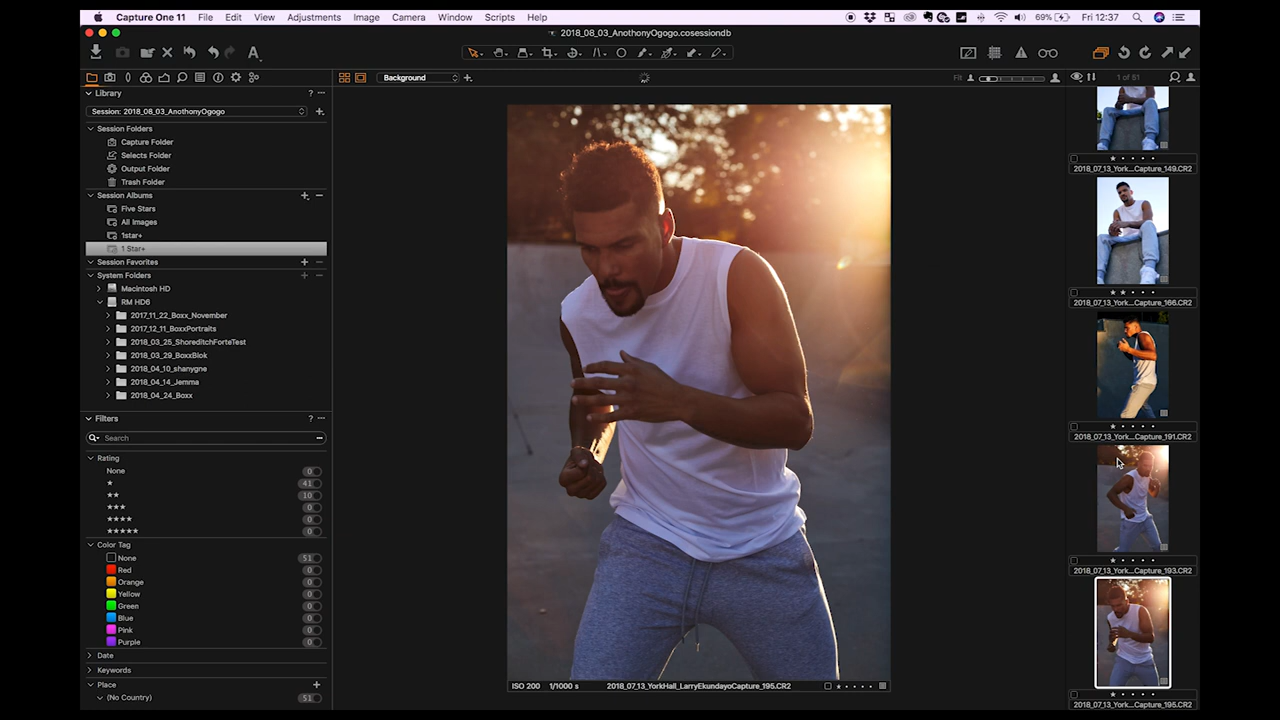 Capture One 11 File Edit View Adjustments Image Camera Window Scripts Help 69% Fri 12:37
2018_08_03_AnothonyOgogo.cosessiondb
Background
Fit
1 of 51
Library ?
Session: 2018_08_03_AnothonyOgogo
Session Folders
Capture Folder
Selects Folder
Output Folder
Trash Folder
Session Albums
Five Stars
All Images
1star+
1 Star+
Session Favorites
System Folders
Macintosh HD
RM HD6
2017_11_22_Boxx_November
2017_12_11_BoxxPortraits
2018_03_25_ShoreditchForteTest
2018_03_29_BoxxBlok
2018_04_10_shanygne
2018_04_14_Jemma
2018_04_24_Boxx
Filters ?
Search
Rating
None 0
★ 41
★★ 10
★★★ 0
★★★★ 0
★★★★★ 0
Color Tag
None 51
Red 0
Orange 0
Yellow 0
Green 0
Blue 0
Pink 0
Purple 0
Date
Keywords
Place
(No Country) 51
ISO 200 1/1000 s 2018_07_13_YorkHall_LarryEkundayoCapture_195.CR2
2018_07_13_York...Capture_149.CR2
2018_07_13_York...Capture_166.CR2
2018_07_13_York...Capture_191.CR2
2018_07_13_York...Capture_193.CR2
2018_07_13_York...Capture_195.CR2